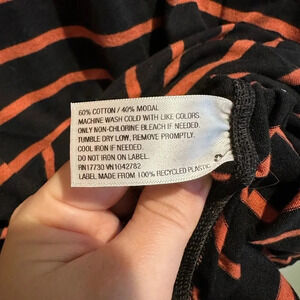 60% COTTON / 40% MODAL
MACHINE WASH COLD WITH LIKE COLORS.
ONLY NON-CHLORINE BLEACH IF NEEDED.
TUMBLE DRY LOW, REMOVE PROMPTLY.
COOL IRON IF NEEDED.
DO NOT IRON ON LABEL.
RN17730 VN1042782
LABEL MADE FROM 100% RECYCLED PLASTIC